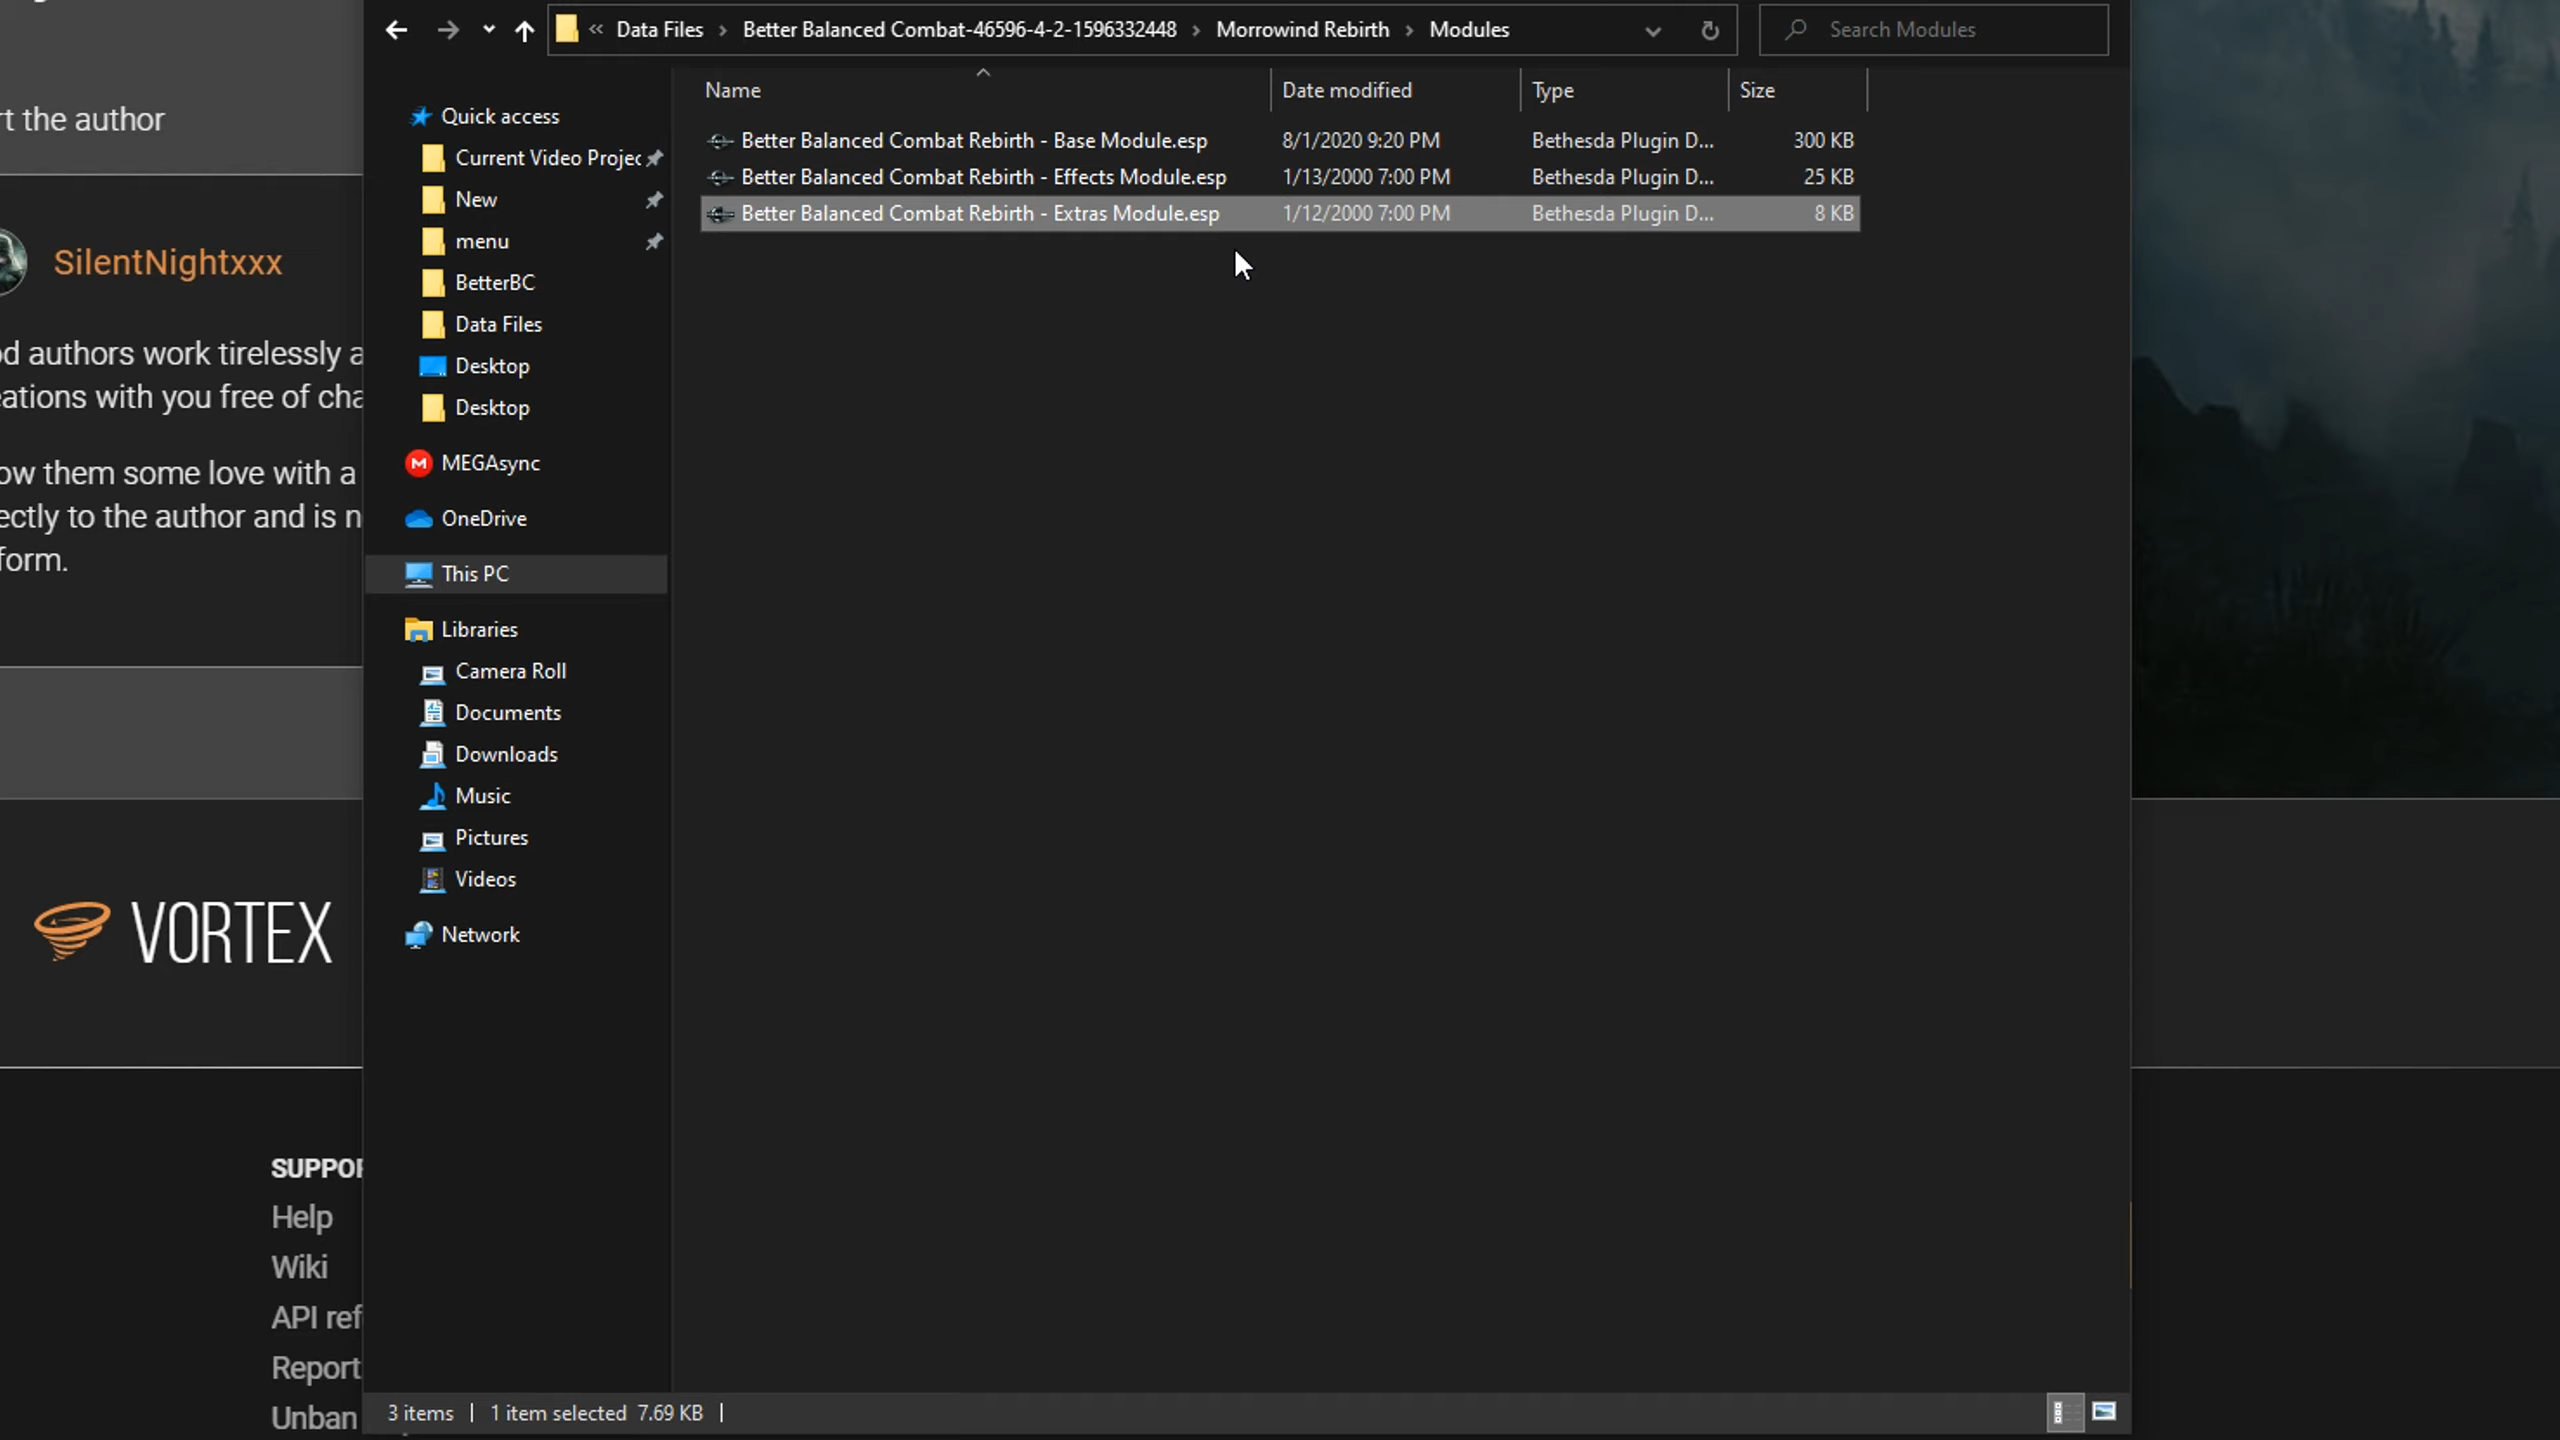 « Data Files > Better Balanced Combat-46596-4-2-1596332448 > Morrowind Rebirth > Modules
Search Modules
Name Date modified Type Size
Better Balanced Combat Rebirth - Base Module.esp 8/1/2020 9:20 PM Bethesda Plugin D... 300 KB
Better Balanced Combat Rebirth - Effects Module.esp 1/13/2000 7:00 PM Bethesda Plugin D... 25 KB
Better Balanced Combat Rebirth - Extras Module.esp 1/12/2000 7:00 PM Bethesda Plugin D... 8 KB
Quick access
Current Video Projec
New
menu
BetterBC
Data Files
Desktop
Desktop
MEGAsync
OneDrive
This PC
Libraries
Camera Roll
Documents
Downloads
Music
Pictures
Videos
Network
3 items | 1 item selected 7.69 KB |
rt the author
SilentNightxxx
od authors work tirelessly a
eations with you free of cha
ow them some love with a
ectly to the author and is n
form.
VORTEX
SUPPOR
Help
Wiki
API ref
Report
Unban